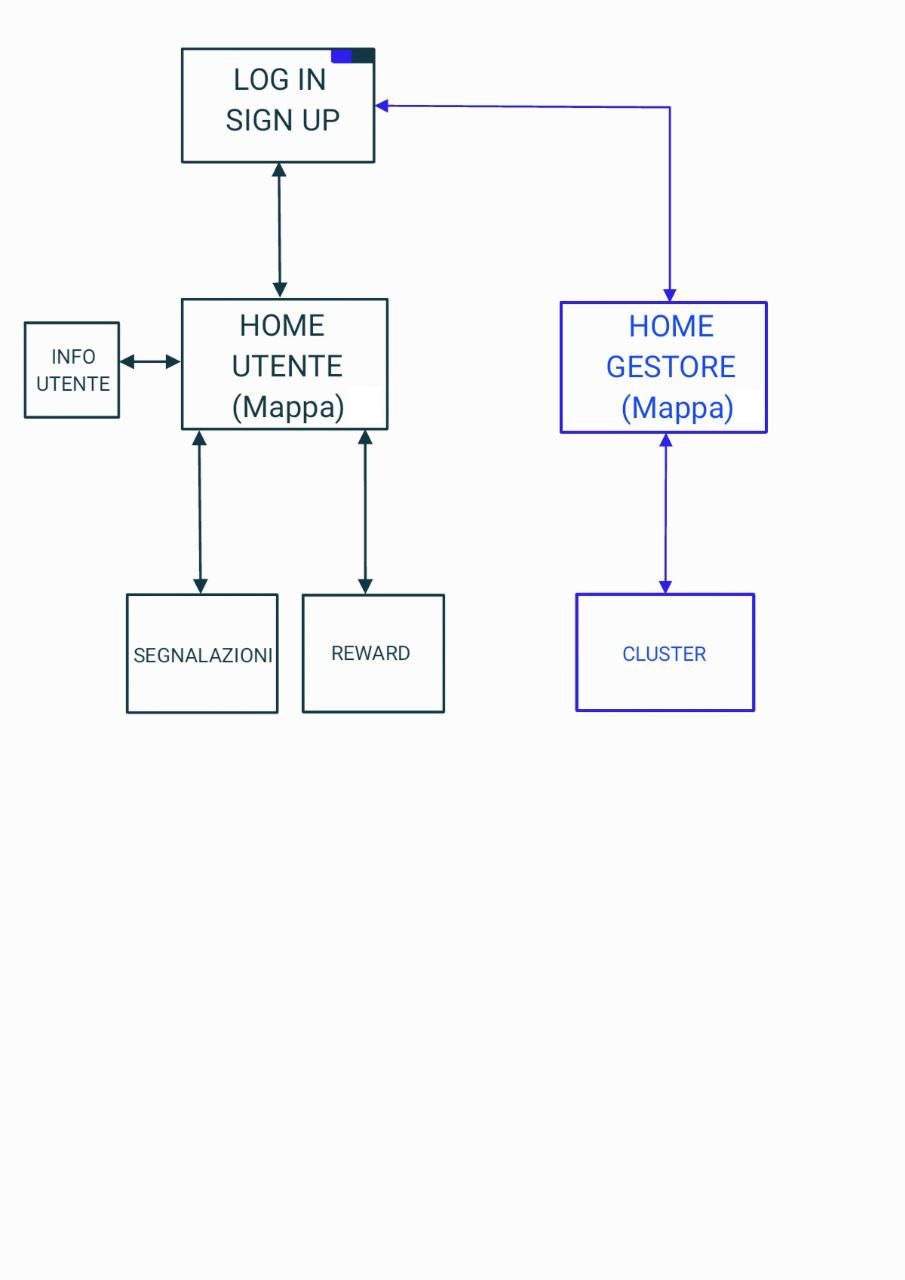 LOG IN
SIGN UP
HOME
UTENTE
(Mappa)
HOME
GESTORE
(Mappa)
INFO
UTENTE
SEGNALAZIONI
REWARD
CLUSTER